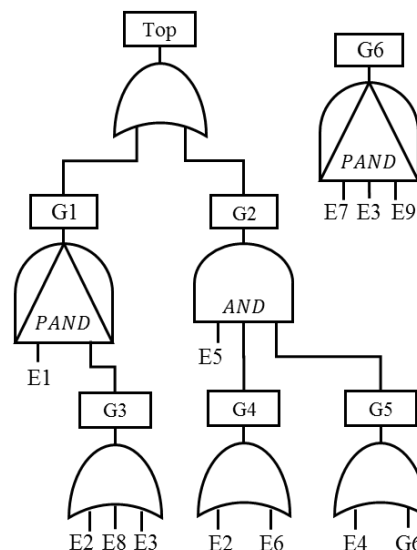 Top
G6
PAND
E7 E3 E9
G1 G2
PAND AND
E1 E5
G3 G4 G5
E2 E8 E3 E2 E6 E4 G6